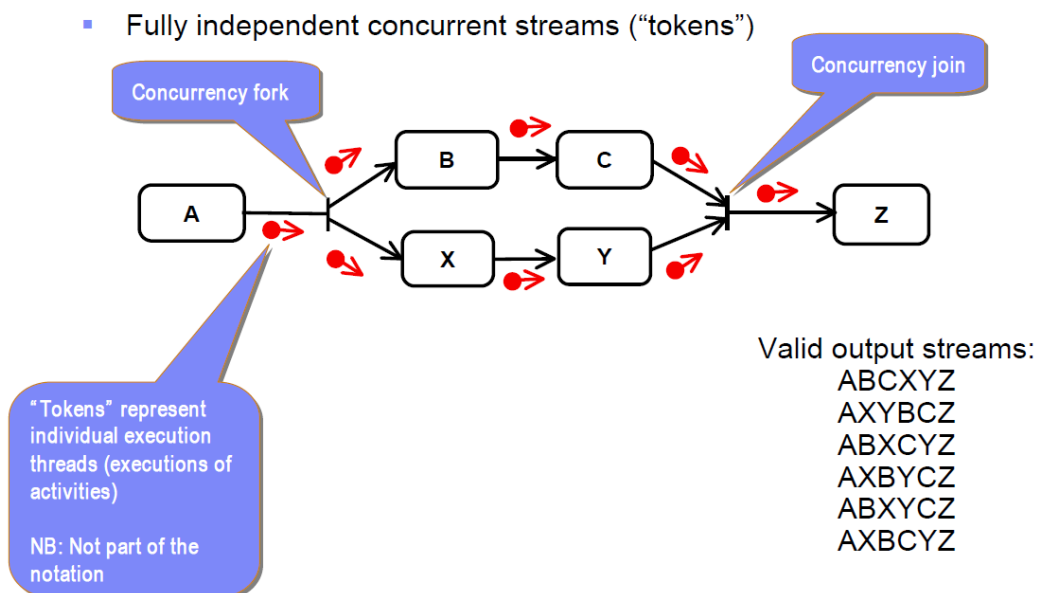 ▪ Fully independent concurrent streams (“tokens”)
Concurrency fork
Concurrency join
B
C
A
Z
X
Y
“Tokens” represent
individual execution
threads (executions of
activities)
NB: Not part of the
notation
Valid output streams:
ABCXYZ
AXYBCZ
ABXCYZ
AXBYCZ
ABXYCZ
AXBCYZ